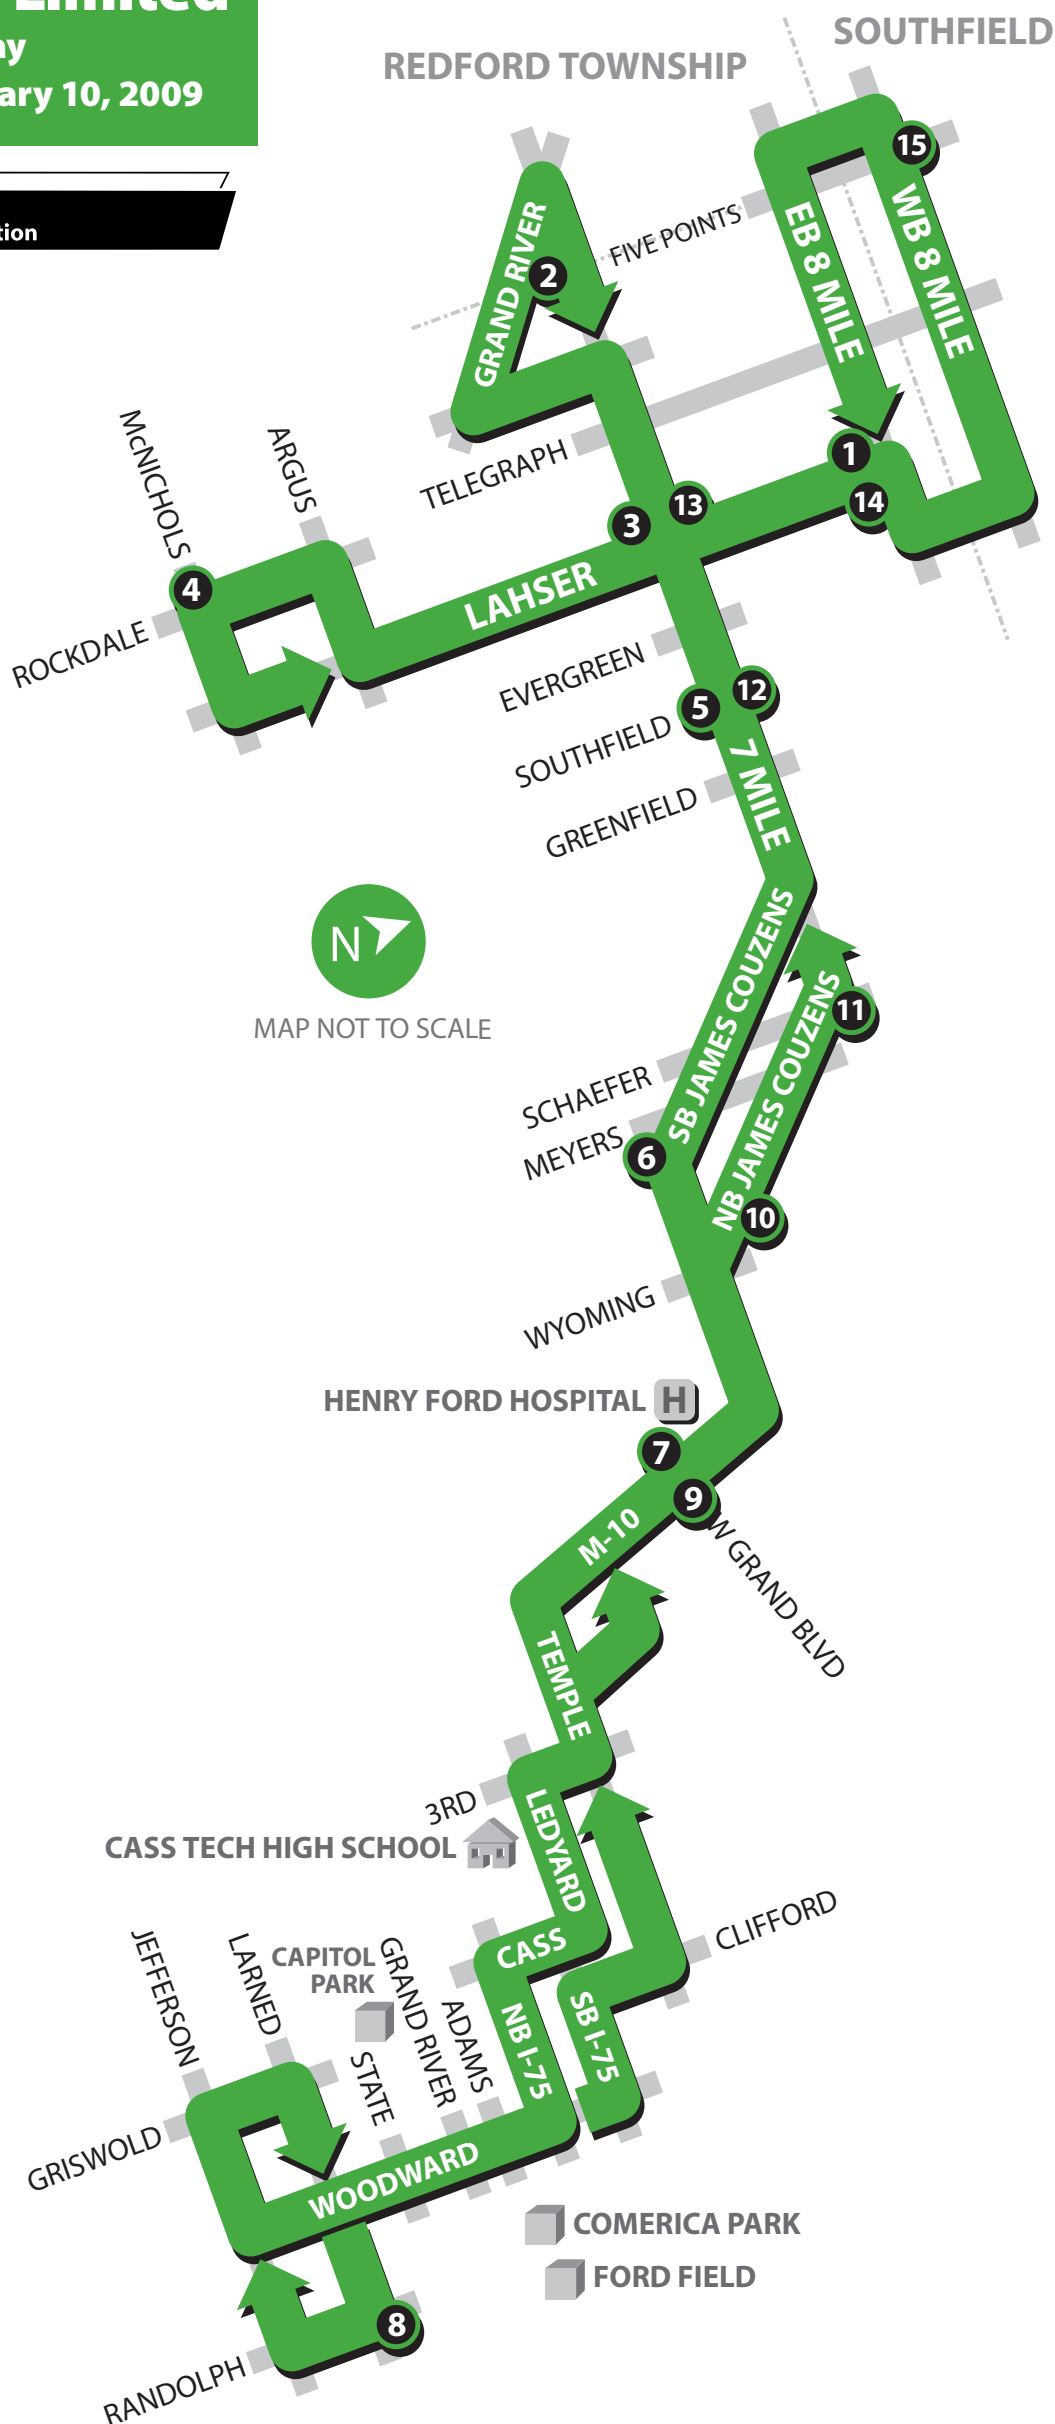 Limited
ary 10, 2009
SOUTHFIELD
REDFORD TOWNSHIP
15
EB 8 MILE
WB 8 MILE
FIVE POINTS
GRAND RIVER
2
TELEGRAPH
McNICHOLS
ARGUS
1
14
13
3
4
LAHSER
ROCKDALE
EVERGREEN
12
5
SOUTHFIELD
7 MILE
GREENFIELD
N
MAP NOT TO SCALE
SB JAMES COUZENS
NB JAMES COUZENS
11
SCHAEFER
MEYERS
6
10
WYOMING
HENRY FORD HOSPITAL
H
7
9
M-10
W GRAND BLVD
TEMPLE
3RD
LEDYARD
CASS TECH HIGH SCHOOL
CLIFFORD
CASS
JEFFERSON
LARNED
CAPITOL
PARK
GRAND RIVER
ADAMS
STATE
NB I-75
SB I-75
GRISWOLD
WOODWARD
COMERICA PARK
FORD FIELD
8
RANDOLPH